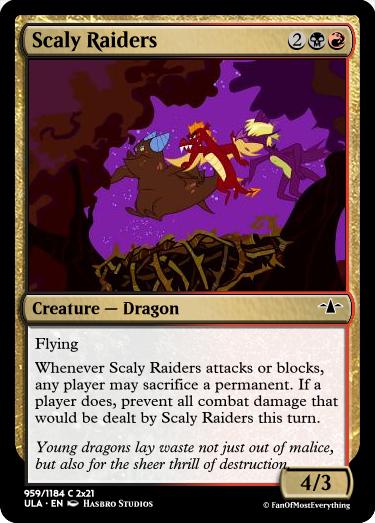 Scaly Raiders 2
Creature — Dragon
Flying
Whenever Scaly Raiders attacks or blocks,
any player may sacrifice a permanent. If a
player does, prevent all combat damage that
would be dealt by Scaly Raiders this turn.
Young dragons lay waste not just out of malice,
but also for the sheer thrill of destruction.
4/3
959/1184 C 2x21
ULA • EN Hasbro Studios
© FanOfMostEverything